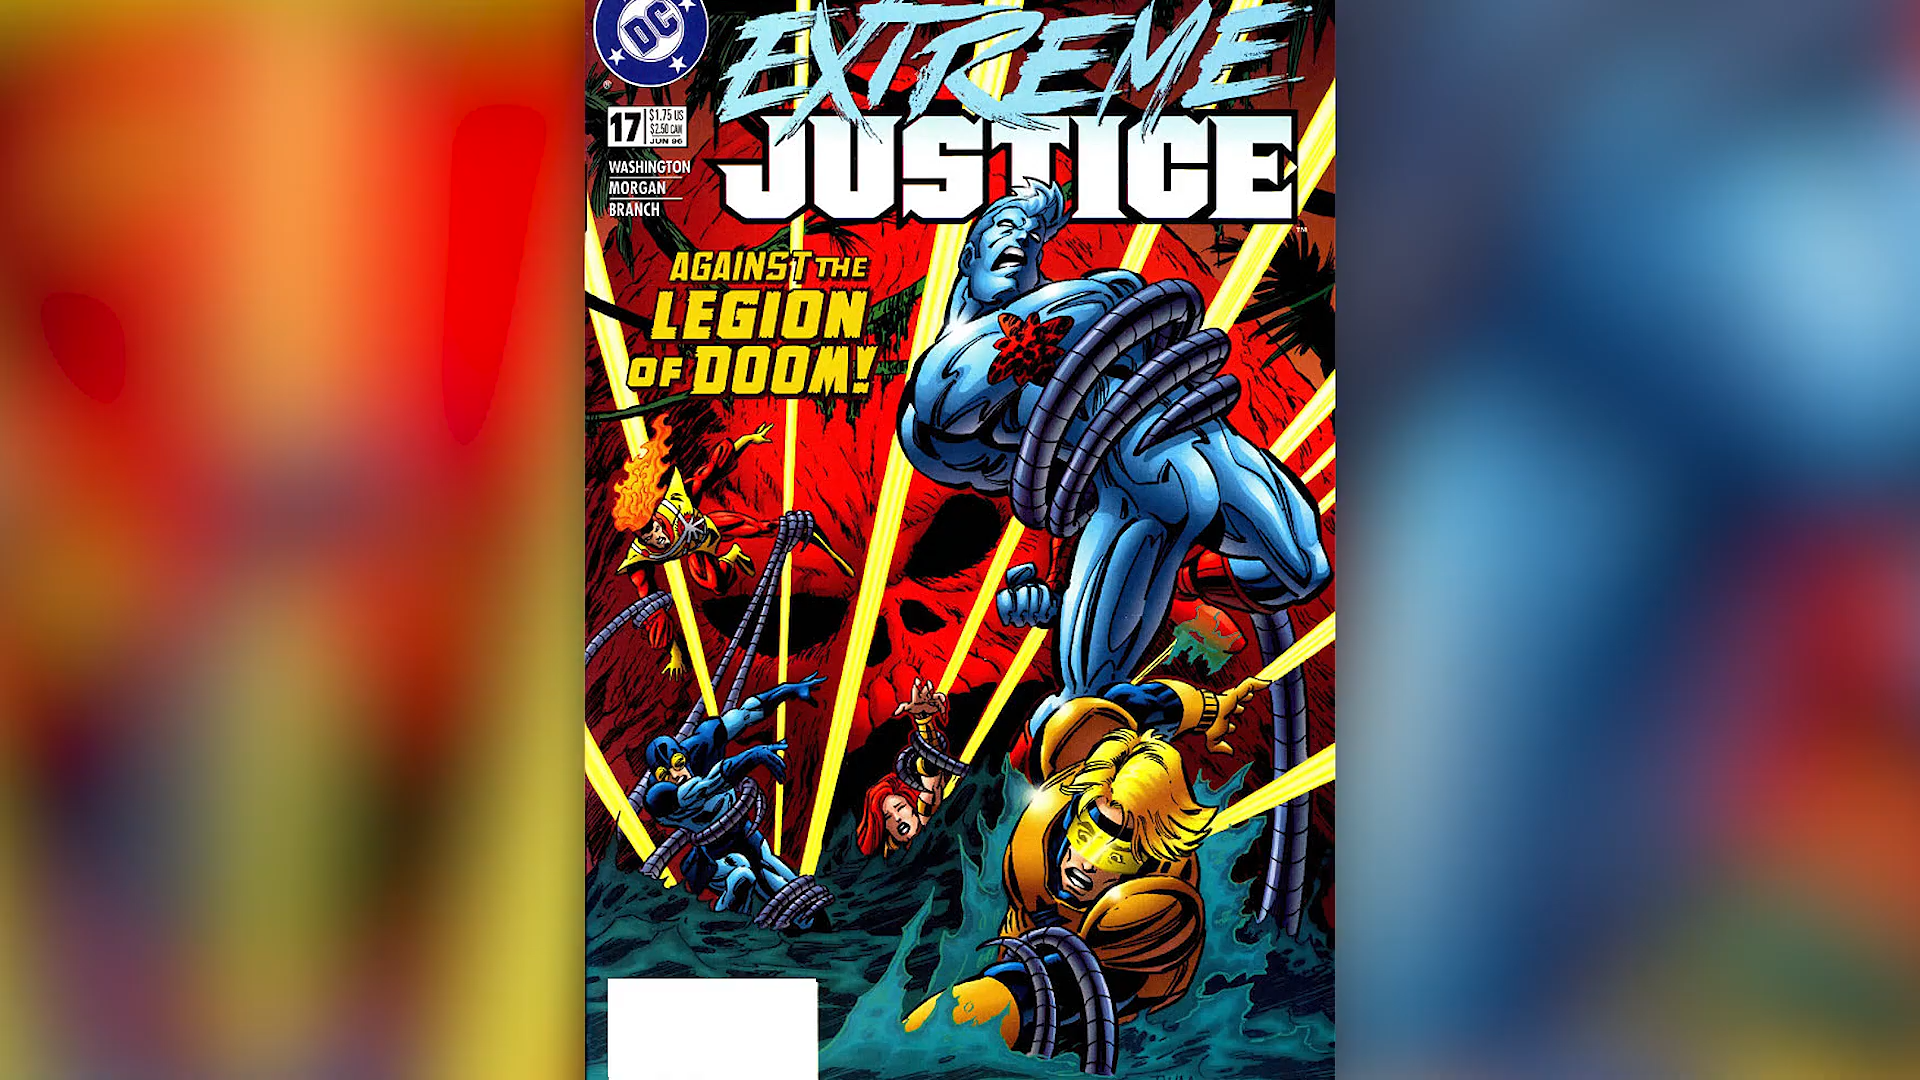 DC
®
EXTREME
JUSTICE
TM
17
$1.75 US
$2.50 CAN
JUN 96
WASHINGTON
MORGAN
BRANCH
AGAINST THE
LEGION
OF DOOM!